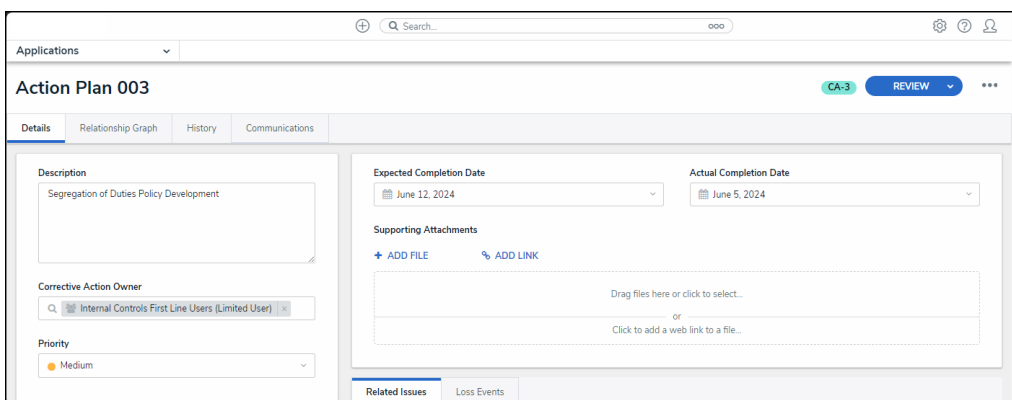 Search...
Applications
Action Plan 003
CA-3
REVIEW
Details
Relationship Graph
History
Communications
Description
Segregation of Duties Policy Development
Corrective Action Owner
Internal Controls First Line Users (Limited User)
Priority
Medium
Expected Completion Date
June 12, 2024
Actual Completion Date
June 5, 2024
Supporting Attachments
+ ADD FILE
ADD LINK
Drag files here or click to select...
or
Click to add a web link to a file...
Related Issues
Loss Events